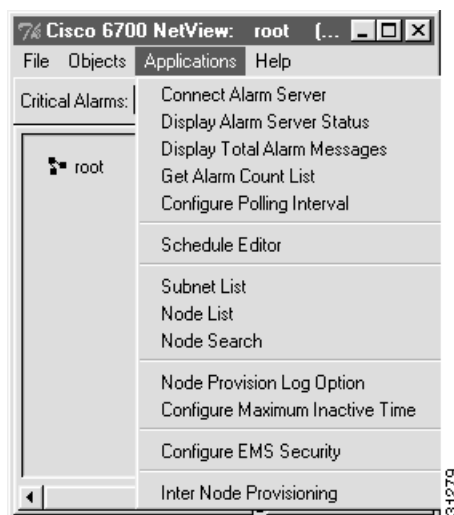 Cisco 6700 NetView: root (...
File Objects Applications Help
Critical Alarms:
root
Connect Alarm Server
Display Alarm Server Status
Display Total Alarm Messages
Get Alarm Count List
Configure Polling Interval
Schedule Editor
Subnet List
Node List
Node Search
Node Provision Log Option
Configure Maximum Inactive Time
Configure EMS Security
Inter Node Provisioning
31279